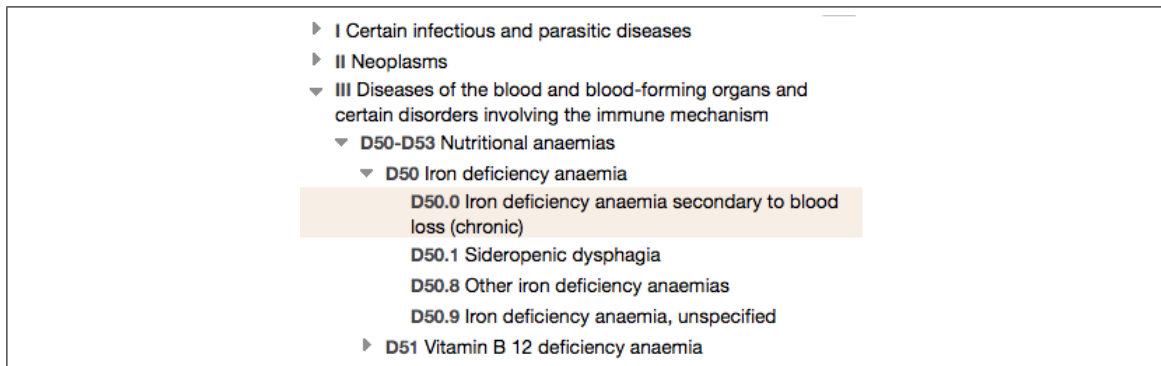 I Certain infectious and parasitic diseases
II Neoplasms
III Diseases of the blood and blood-forming organs and
certain disorders involving the immune mechanism
D50-D53 Nutritional anaemias
D50 Iron deficiency anaemia
D50.0 Iron deficiency anaemia secondary to blood
loss (chronic)
D50.1 Sideropenic dysphagia
D50.8 Other iron deficiency anaemias
D50.9 Iron deficiency anaemia, unspecified
D51 Vitamin B 12 deficiency anaemia